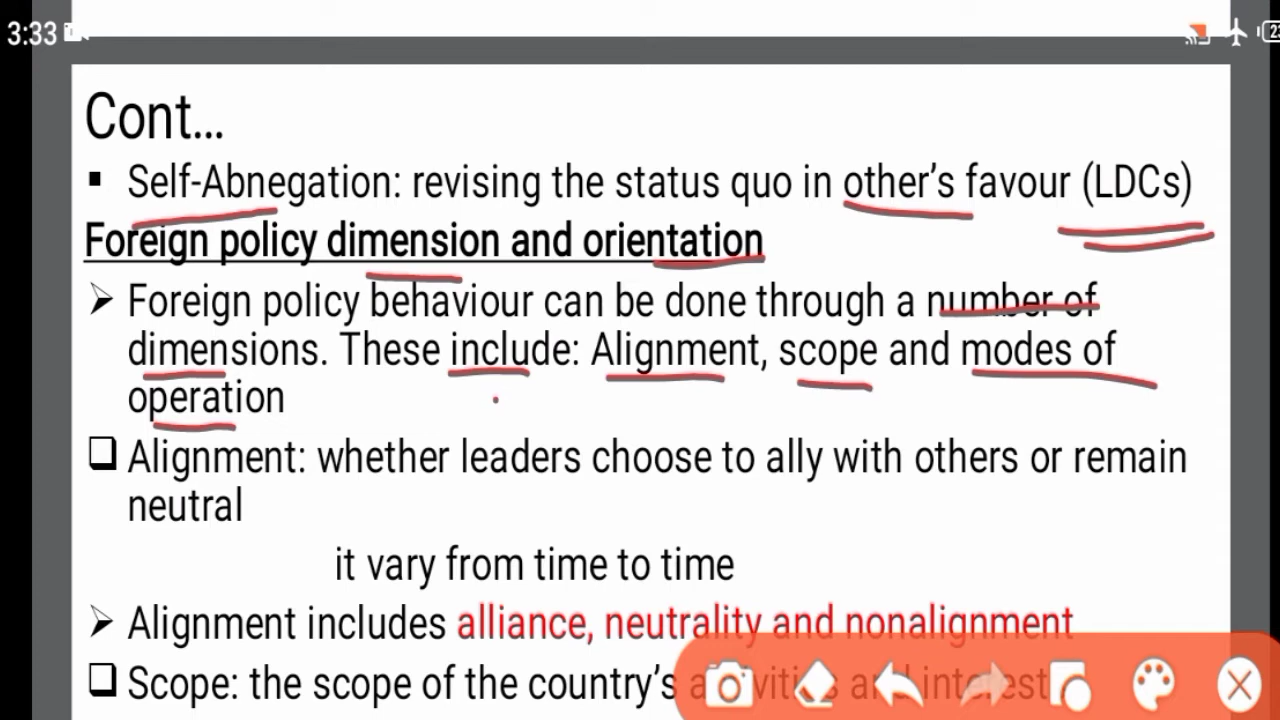 3:33
Cont...
▪ Self-Abnegation: revising the status quo in other's favour (LDCs)
Foreign policy dimension and orientation
➢ Foreign policy behaviour can be done through a number of
dimensions. These include: Alignment, scope and modes of
operation
❑ Alignment: whether leaders choose to ally with others or remain
neutral
it vary from time to time
➢ Alignment includes alliance, neutrality and nonalignment
❑ Scope: the scope of the country's activities and interest